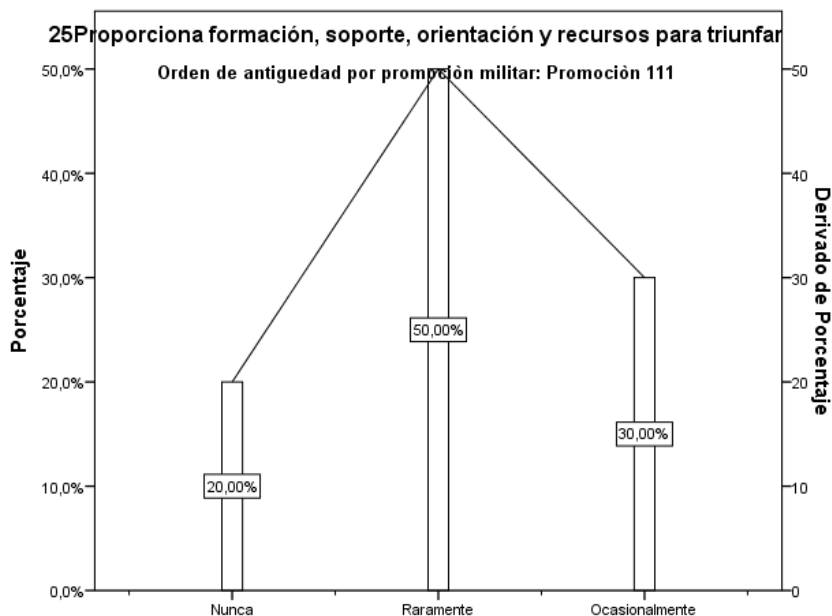 25Proporciona formación, soporte, orientación y recursos para triunfar
Orden de antiguedad por promoción militar: Promoción 111
Porcentaje
50,0%
40,0%
30,0%
20,0%
10,0%
0,0%
20,00%
50,00%
30,00%
Nunca
Raramente
Ocasionalmente
50
40
30
20
10
0
Derivado de Porcentaje